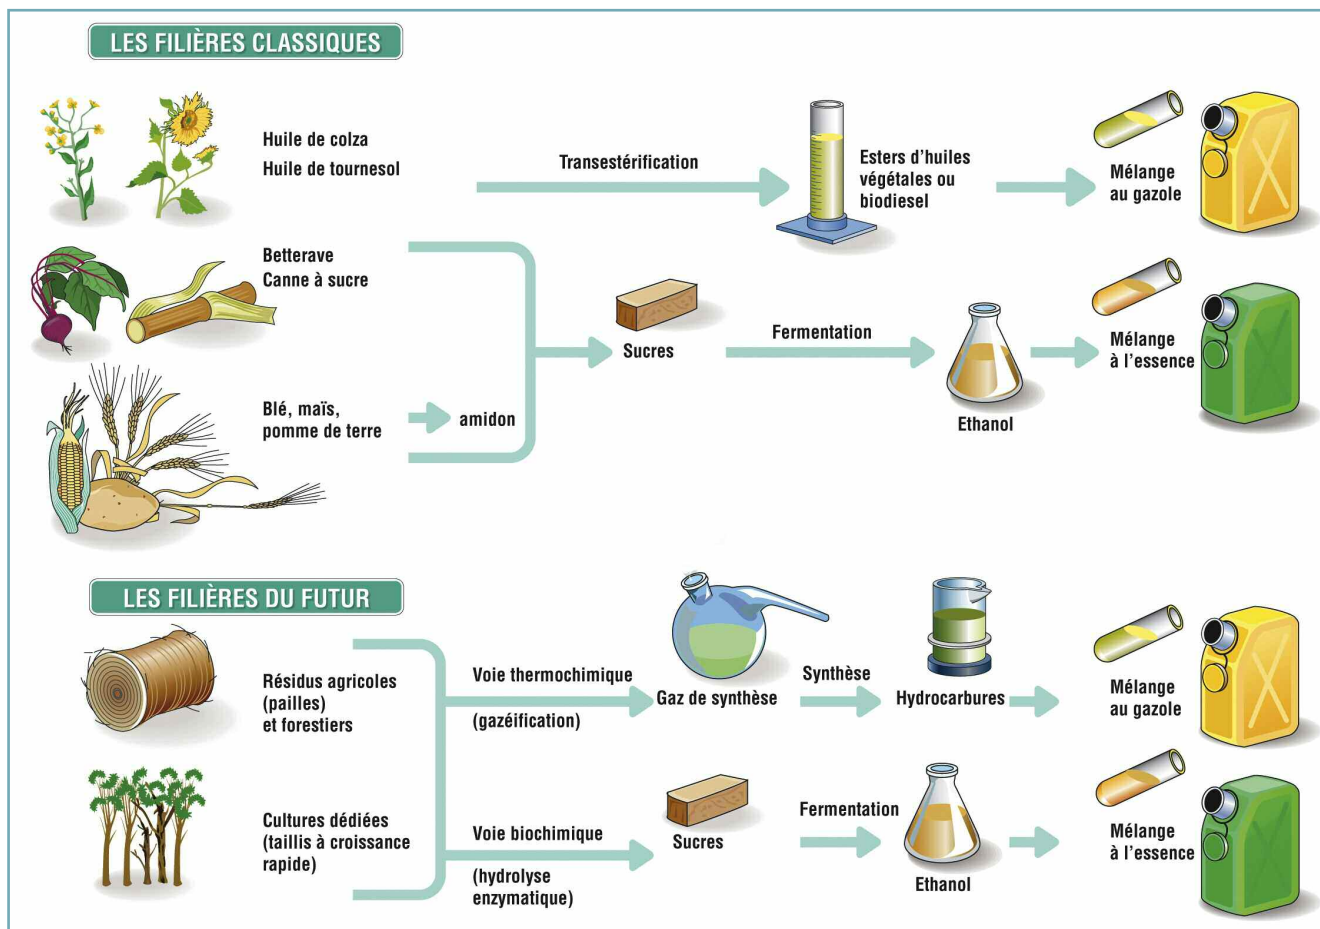 LES FILIÈRES CLASSIQUES
Huile de colza
Huile de tournesol
Transestérification
Esters d'huiles
végétales ou
biodiesel
Mélange
au gazole
Betterave
Canne à sucre
Sucres
Fermentation
Ethanol
Mélange
à l'essence
Blé, maïs,
pomme de terre
amidon
LES FILIÈRES DU FUTUR
Résidus agricoles
(pailles)
et forestiers
Voie thermochimique
(gazéification)
Gaz de synthèse
Synthèse
Hydrocarbures
Mélange
au gazole
Cultures dédiées
(taillis à croissance
rapide)
Voie biochimique
(hydrolyse
enzymatique)
Sucres
Fermentation
Ethanol
Mélange
à l'essence